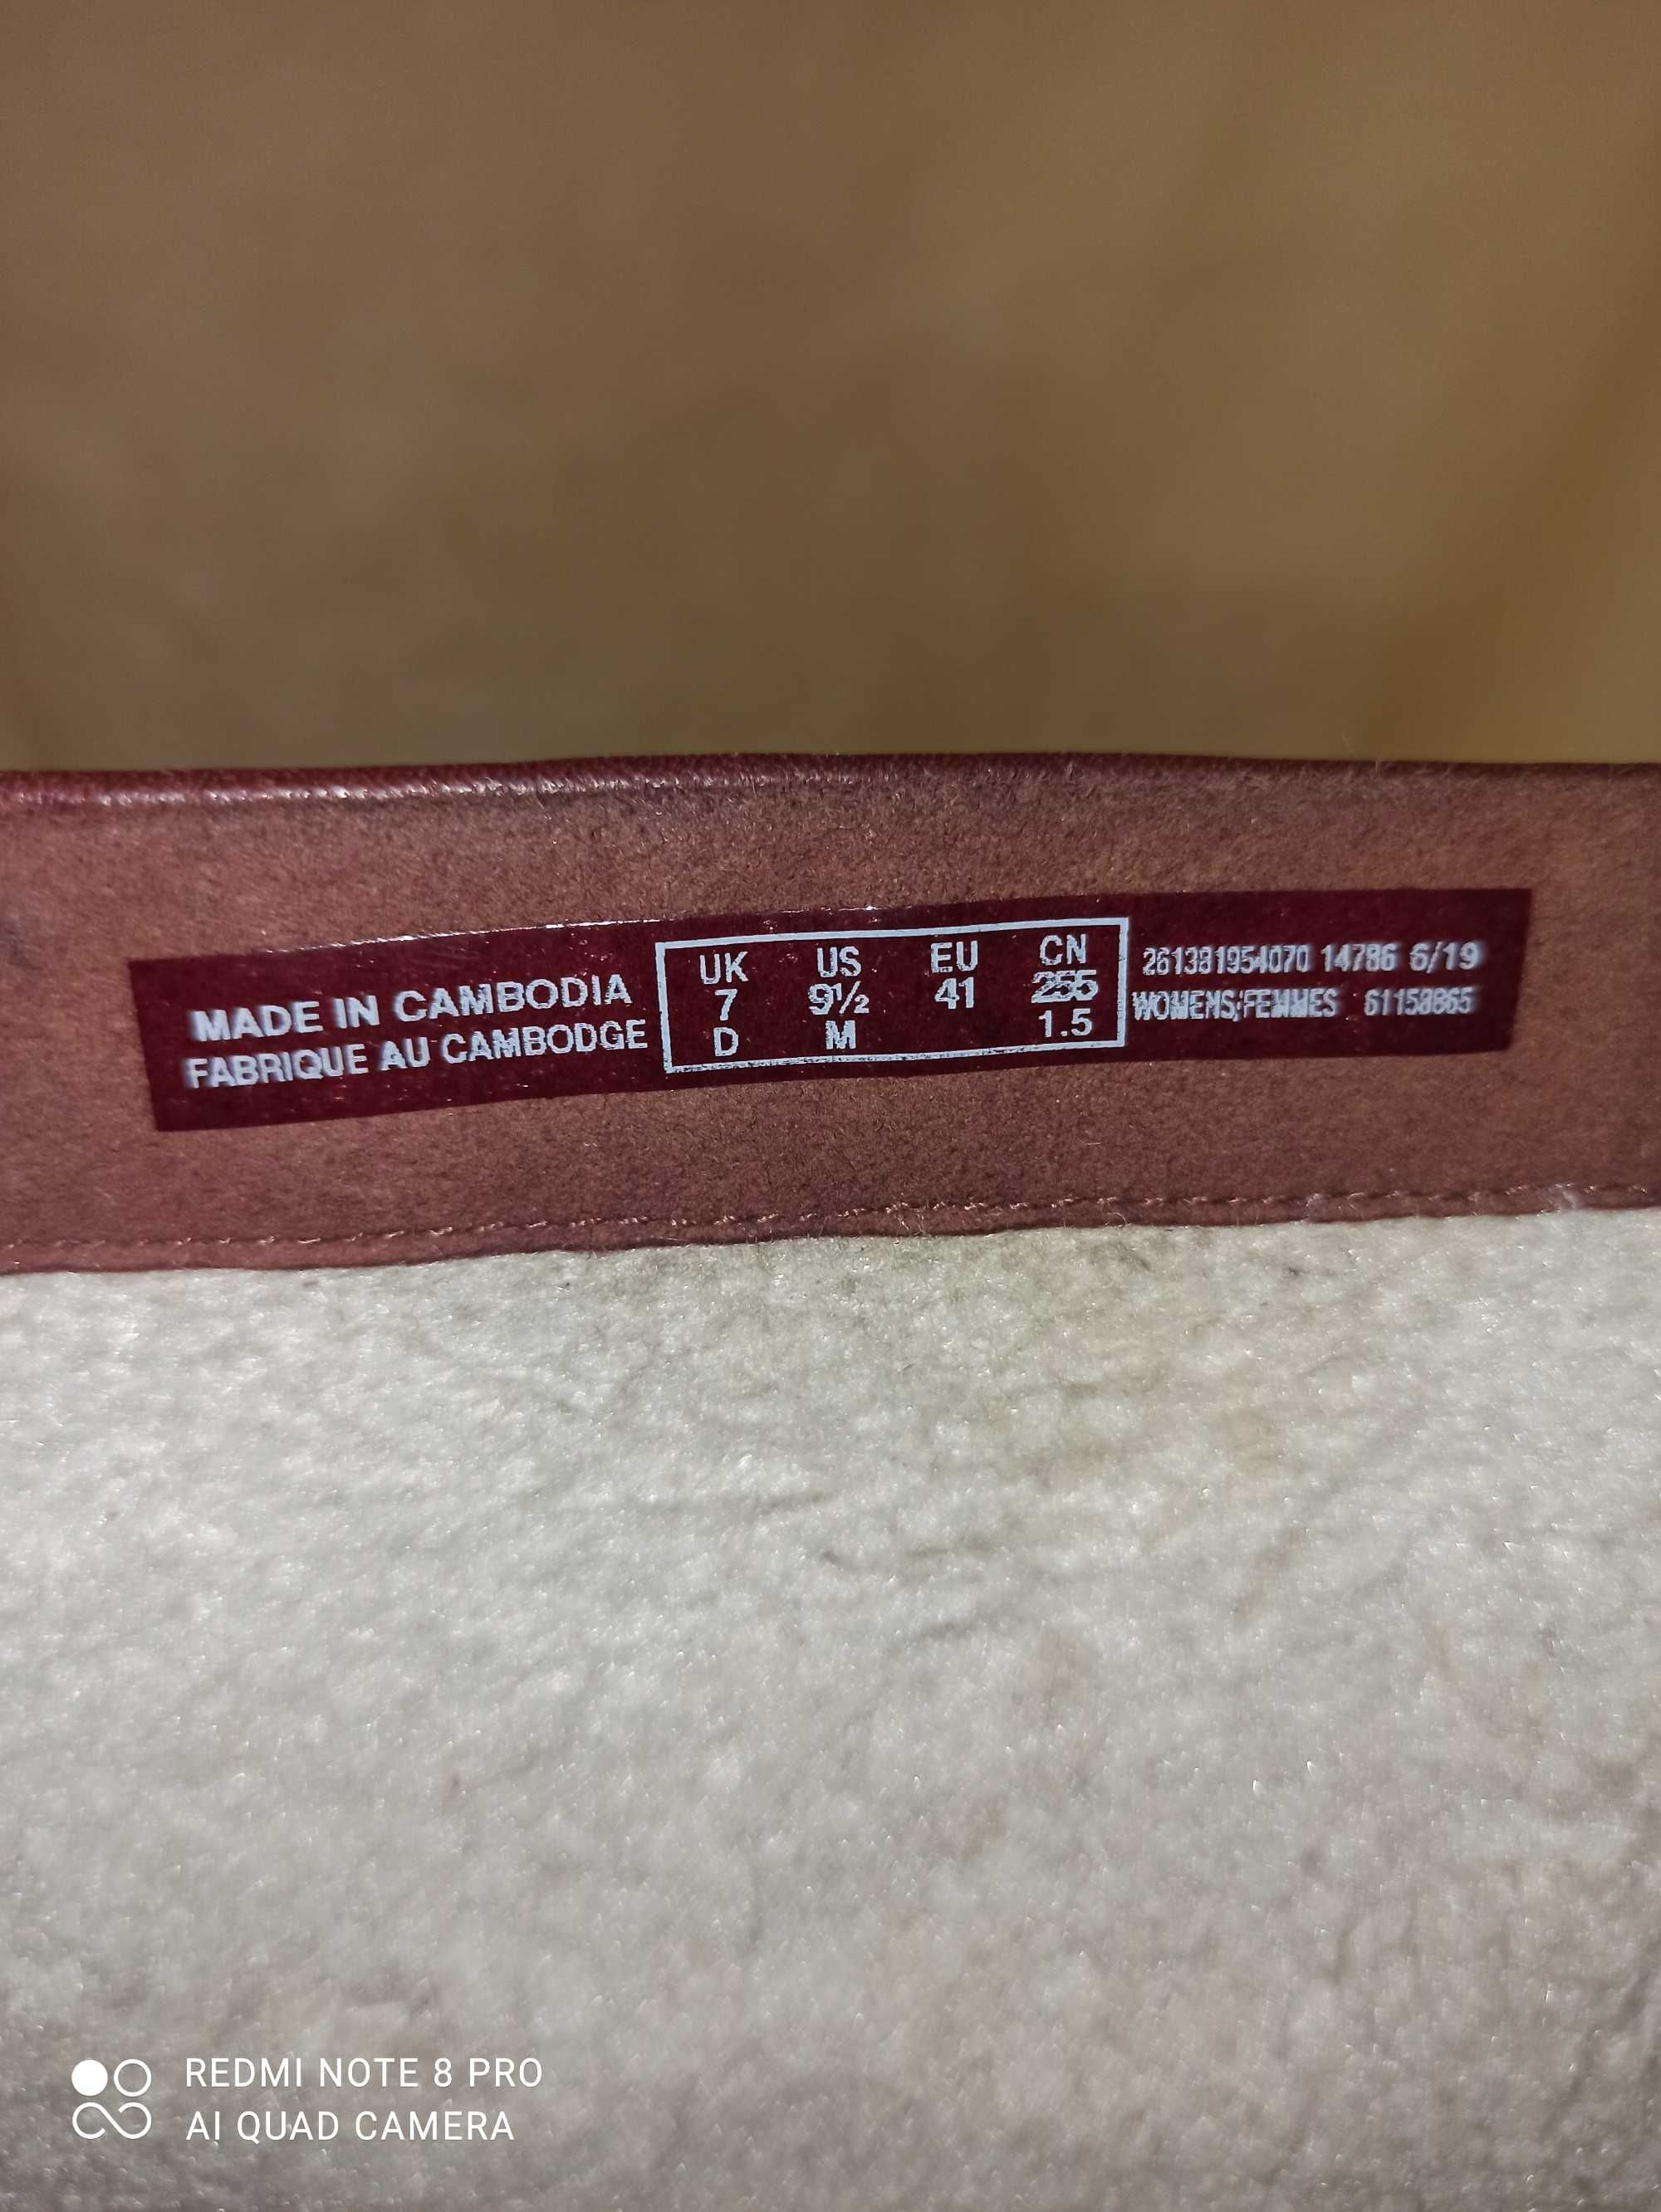 MADE IN CAMBODIA
FABRIQUE AU CAMBODGE
UK US EU CN
7 9½ 41 255
D M 1.5
261381954070 14786 6/19
WOMENS/FEMMES 61158865
REDMI NOTE 8 PRO
AI QUAD CAMERA